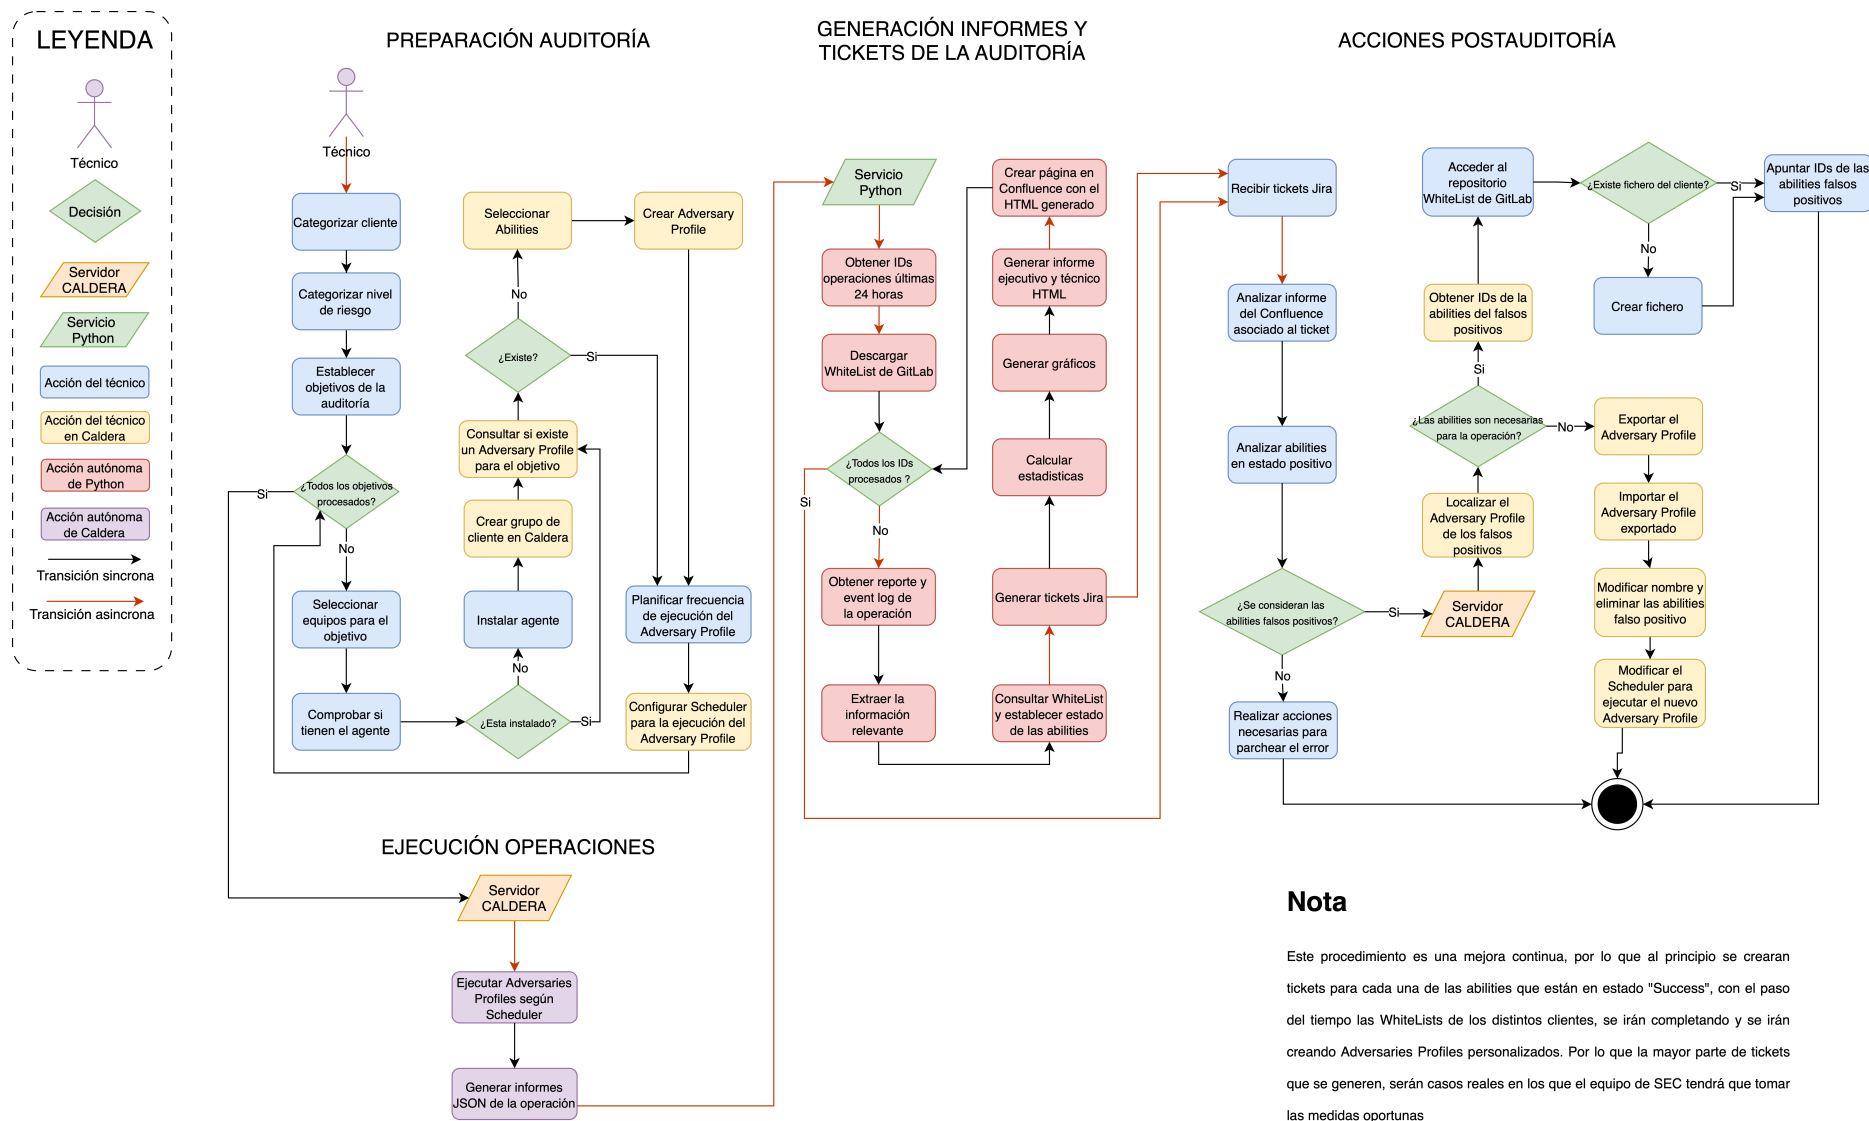 LEYENDA
Técnico
Decisión
Servidor
CALDERA
Servicio
Python
Acción del técnico
Acción del técnico
en Caldera
Acción autónoma
de Python
Acción autónoma
de Caldera
Transición sincrona
Transición asincrona
PREPARACIÓN AUDITORÍA
Técnico
Categorizar cliente
Categorizar nivel
de riesgo
Establecer
objetivos de la
auditoría
¿Todos los objetivos
procesados?
Si
No
Seleccionar
equipos para el
objetivo
Comprobar si
tienen el agente
¿Esta instalado?
Si
No
Instalar agente
Crear grupo de
cliente en Caldera
Consultar si existe
un Adversary Profile
para el objetivo
¿Existe?
Si
No
Seleccionar
Abilities
Crear Adversary
Profile
Planificar frecuencia
de ejecución del
Adversary Profile
Configurar Scheduler
para la ejecución del
Adversary Profile
EJECUCIÓN OPERACIONES
Servidor
CALDERA
Ejecutar Adversaries
Profiles según
Scheduler
Generar informes
JSON de la operación
GENERACIÓN INFORMES Y
TICKETS DE LA AUDITORÍA
Servicio
Python
Obtener IDs
operaciones últimas
24 horas
Descargar
WhiteList de GitLab
¿Todos los IDs
procesados ?
Si
No
Obtener reporte y
event log de
la operación
Extraer la
información
relevante
Consultar WhiteList
y establecer estado
de las abilities
Generar tickets Jira
Calcular
estadisticas
Generar gráficos
Generar informe
ejecutivo y técnico
HTML
Crear página en
Confluence con el
HTML generado
ACCIONES POSTAUDITORÍA
Recibir tickets Jira
Analizar informe
del Confluence
asociado al ticket
Analizar abilities
en estado positivo
¿Se consideran las
abilities falsos positivos?
Si
No
Realizar acciones
necesarias para
parchear el error
Servidor
CALDERA
Localizar el
Adversary Profile
de los falsos
positivos
¿Las abilities son necesarias
para la operación?
Si
No
Obtener IDs de la
abilities del falsos
positivos
Acceder al
repositorio
WhiteList de GitLab
¿Existe fichero del cliente?
Si
No
Crear fichero
Apuntar IDs de las
abilities falsos
positivos
Exportar el
Adversary Profile
Importar el
Adversary Profile
exportado
Modificar nombre y
eliminar las abilities
falso positivo
Modificar el
Scheduler para
ejecutar el nuevo
Adversary Profile
Nota
Este procedimiento es una mejora continua, por lo que al principio se crearan
tickets para cada una de las abilities que están en estado "Success", con el paso
del tiempo las WhiteLists de los distintos clientes, se irán completando y se irán
creando Adversaries Profiles personalizados. Por lo que la mayor parte de tickets
que se generen, serán casos reales en los que el equipo de SEC tendrá que tomar
las medidas oportunas